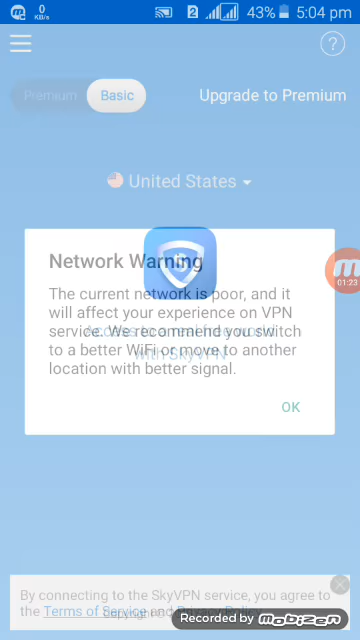 0
KB/s
2
43%
5:04 pm
?
Premium
Basic
Upgrade to Premium
United States
Network Warning
The current network is poor, and it
will affect your experience on VPN
service. We recommend you switch
to a better WiFi or move to another
location with better signal.
with SkyVPN
OK
01:23
By connecting to the SkyVPN service, you agree to
the Terms of Service and Privacy Policy
Copyright ©
Recorded by mobizen